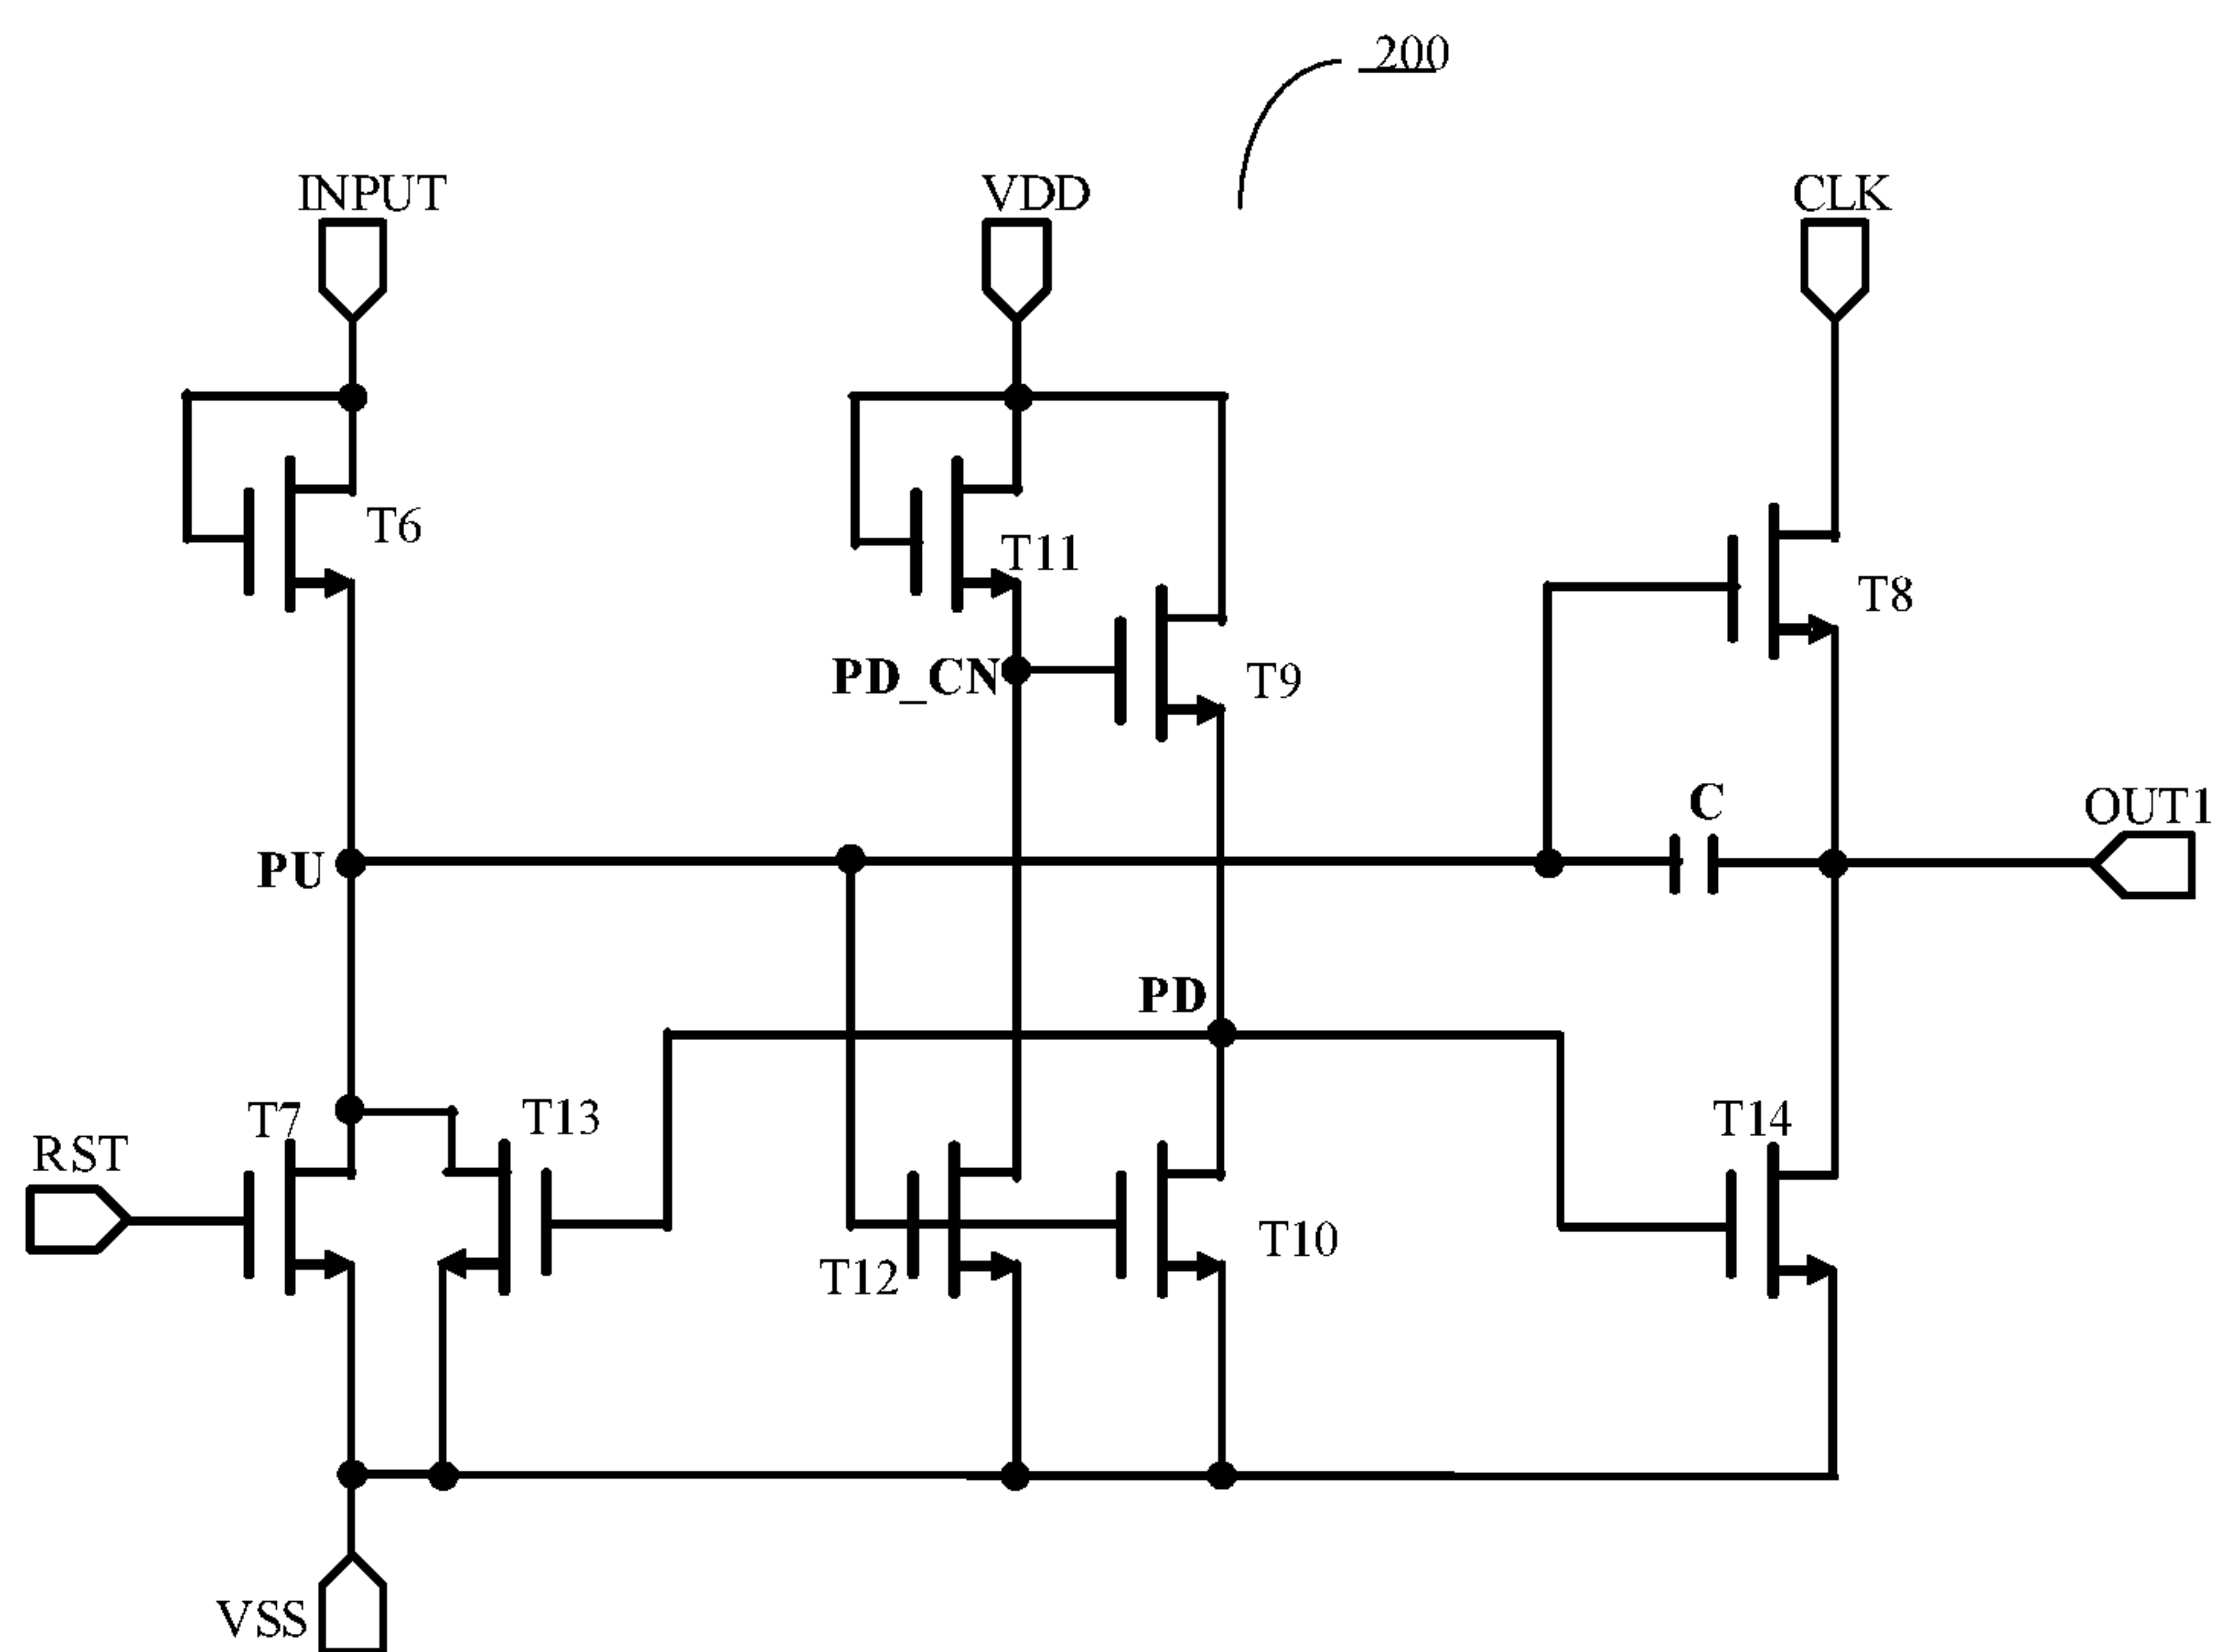 200
INPUT
VDD
CLK
T6
T11
T8
PD_CN
T9
C
OUT1
PU
PD
T7
T13
T14
RST
T12
T10
VSS